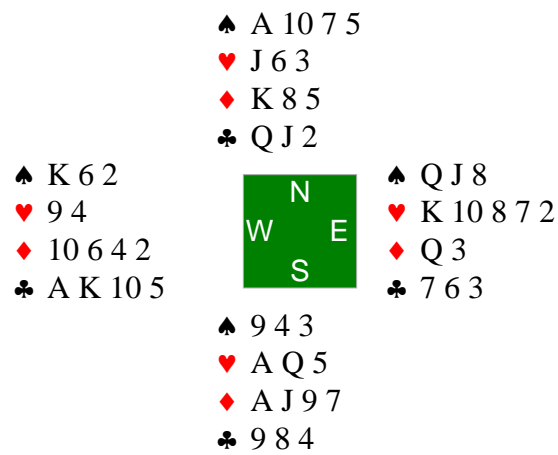 ♠ A 10 7 5
♥ J 6 3
♦ K 8 5
♣ Q J 2
♠ K 6 2
♥ 9 4
♦ 10 6 4 2
♣ A K 10 5
N
W E
S
♠ Q J 8
♥ K 10 8 7 2
♦ Q 3
♣ 7 6 3
♠ 9 4 3
♥ A Q 5
♦ A J 9 7
♣ 9 8 4